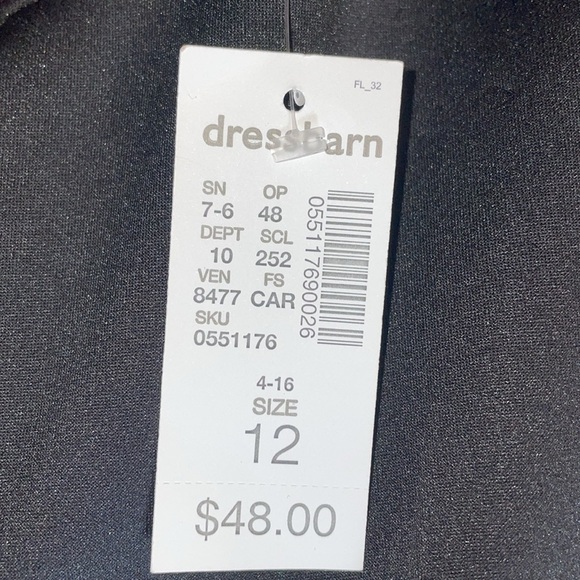 FL_32
dressbarn
SN OP
7-6 48
DEPT SCL
10 252
VEN FS
8477 CAR
SKU
0551176
055117690026
4-16
SIZE
12
$48.00